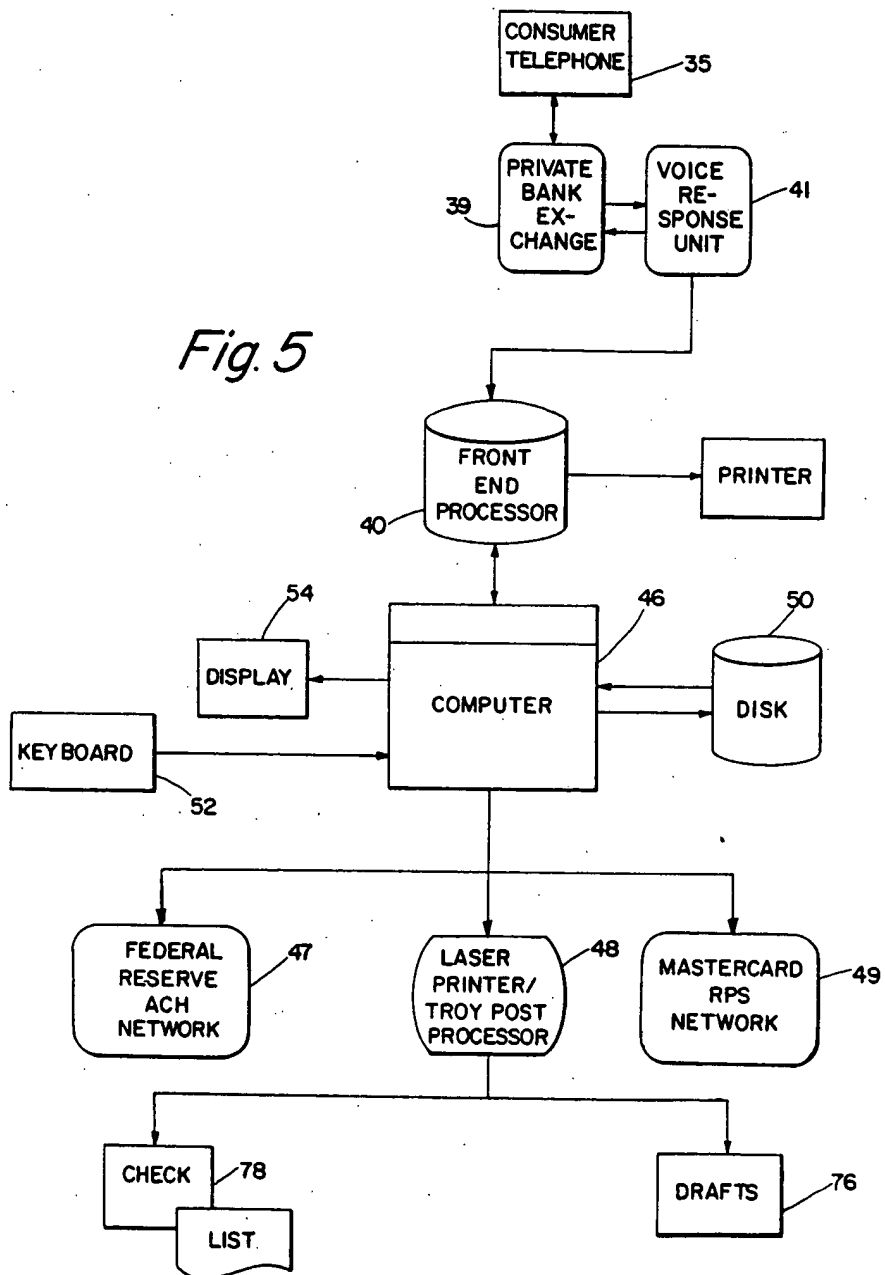 CONSUMER
TELEPHONE
35
PRIVATE
BANK
EX-
CHANGE
39
VOICE
RE-
SPONSE
UNIT
41
Fig. 5
FRONT
END
PROCESSOR
40
PRINTER
54
DISPLAY
46
COMPUTER
50
DISK
KEYBOARD
52
FEDERAL
RESERVE
ACH
NETWORK
47
LASER
PRINTER/
TROY POST
PROCESSOR
48
MASTERCARD
RPS
NETWORK
49
CHECK
78
LIST
DRAFTS
76